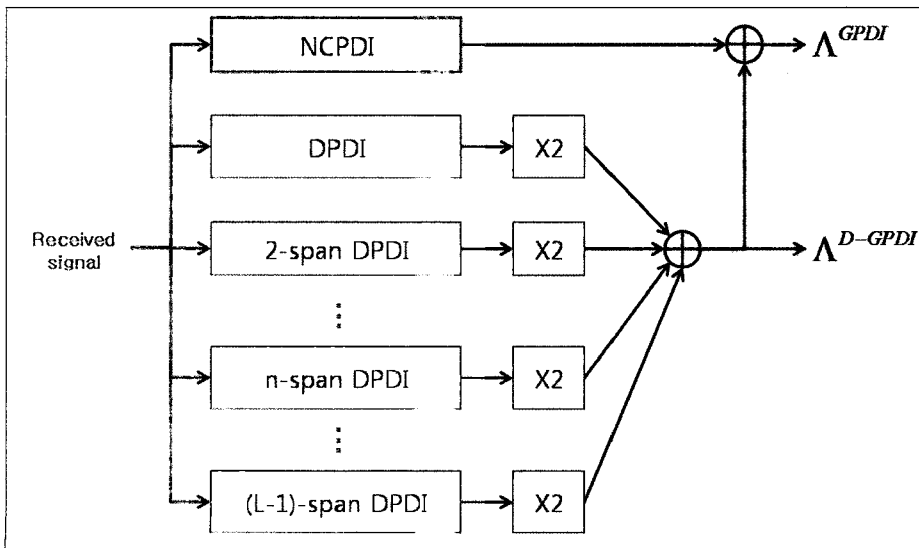 NCPDI
Λ^GPDI
DPDI
X2
Received
signal
2-span DPDI
X2
Λ^D-GPDI
n-span DPDI
X2
(L-1)-span DPDI
X2